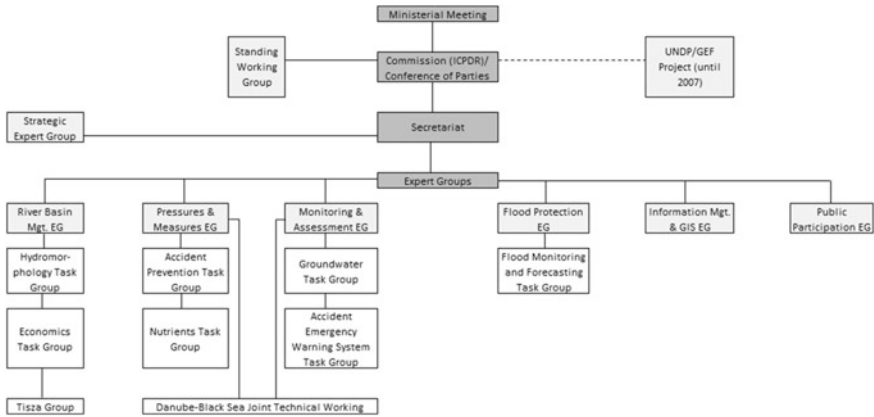 Ministerial Meeting
Standing
Working
Group
Commission (ICPDR)/
Conference of Parties
UNDP/GEF
Project (until
2007)
Strategic
Expert Group
Secretariat
Expert Groups
River Basin
Mgt. EG
Pressures &
Measures EG
Monitoring &
Assessment EG
Flood Protection
EG
Information Mgt.
& GIS EG
Public
Participation EG
Hydromor-
phology Task
Group
Accident
Prevention Task
Group
Groundwater
Task Group
Flood Monitoring
and Forecasting
Task Group
Economics
Task Group
Nutrients Task
Group
Accident
Emergency
Warning System
Task Group
Tisza Group
Danube-Black Sea Joint Technical Working